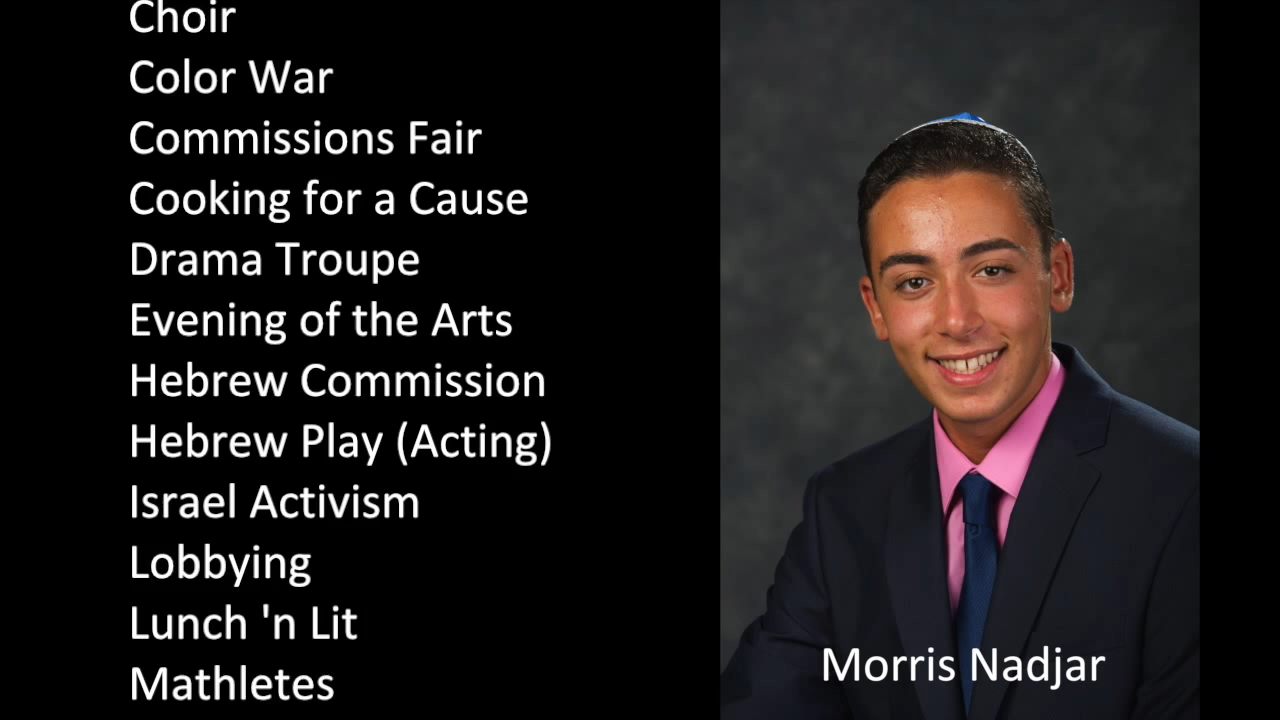 Choir
Color War
Commissions Fair
Cooking for a Cause
Drama Troupe
Evening of the Arts
Hebrew Commission
Hebrew Play (Acting)
Israel Activism
Lobbying
Lunch 'n Lit
Mathletes
Morris Nadjar